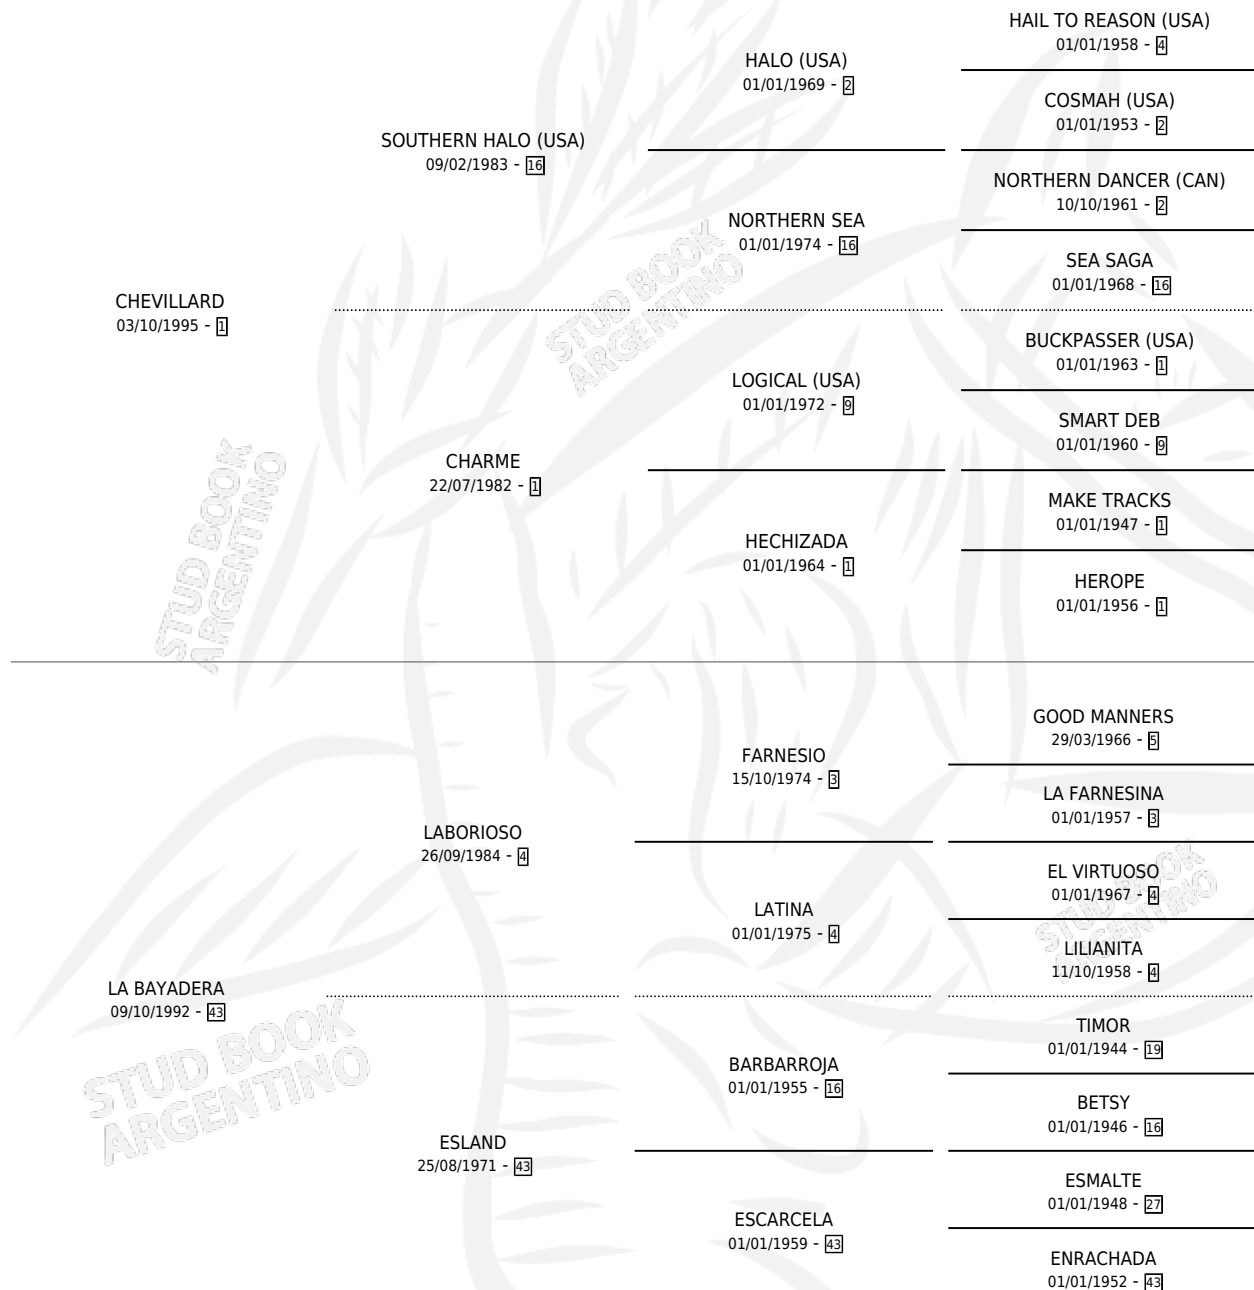 HAIL TO REASON (USA)
01/01/1958 - 4
HALO (USA)
01/01/1969 - 2
COSMAH (USA)
01/01/1953 - 2
SOUTHERN HALO (USA)
09/02/1983 - 16
NORTHERN DANCER (CAN)
10/10/1961 - 2
NORTHERN SEA
01/01/1974 - 16
SEA SAGA
01/01/1968 - 16
CHEVILLARD
03/10/1995 - 1
BUCKPASSER (USA)
01/01/1963 - 1
LOGICAL (USA)
01/01/1972 - 9
SMART DEB
01/01/1960 - 9
CHARME
22/07/1982 - 1
MAKE TRACKS
01/01/1947 - 1
HECHIZADA
01/01/1964 - 1
HEROPE
01/01/1956 - 1
GOOD MANNERS
29/03/1966 - 5
FARNESIO
15/10/1974 - 3
LA FARNESINA
01/01/1957 - 3
LABORIOSO
26/09/1984 - 4
EL VIRTUOSO
01/01/1967 - 4
LATINA
01/01/1975 - 4
LILIANITA
11/10/1958 - 4
LA BAYADERA
09/10/1992 - 43
TIMOR
01/01/1944 - 19
BARBARROJA
01/01/1955 - 16
BETSY
01/01/1946 - 16
ESLAND
25/08/1971 - 43
ESMALTE
01/01/1948 - 27
ESCARCELA
01/01/1959 - 43
ENRACHADA
01/01/1952 - 43
STUD BOOK
ARGENTINO
STUD BOOK
ARGENTINO
STUD BOOK
ARGENTINO
STUD BOOK
ARGENTINO